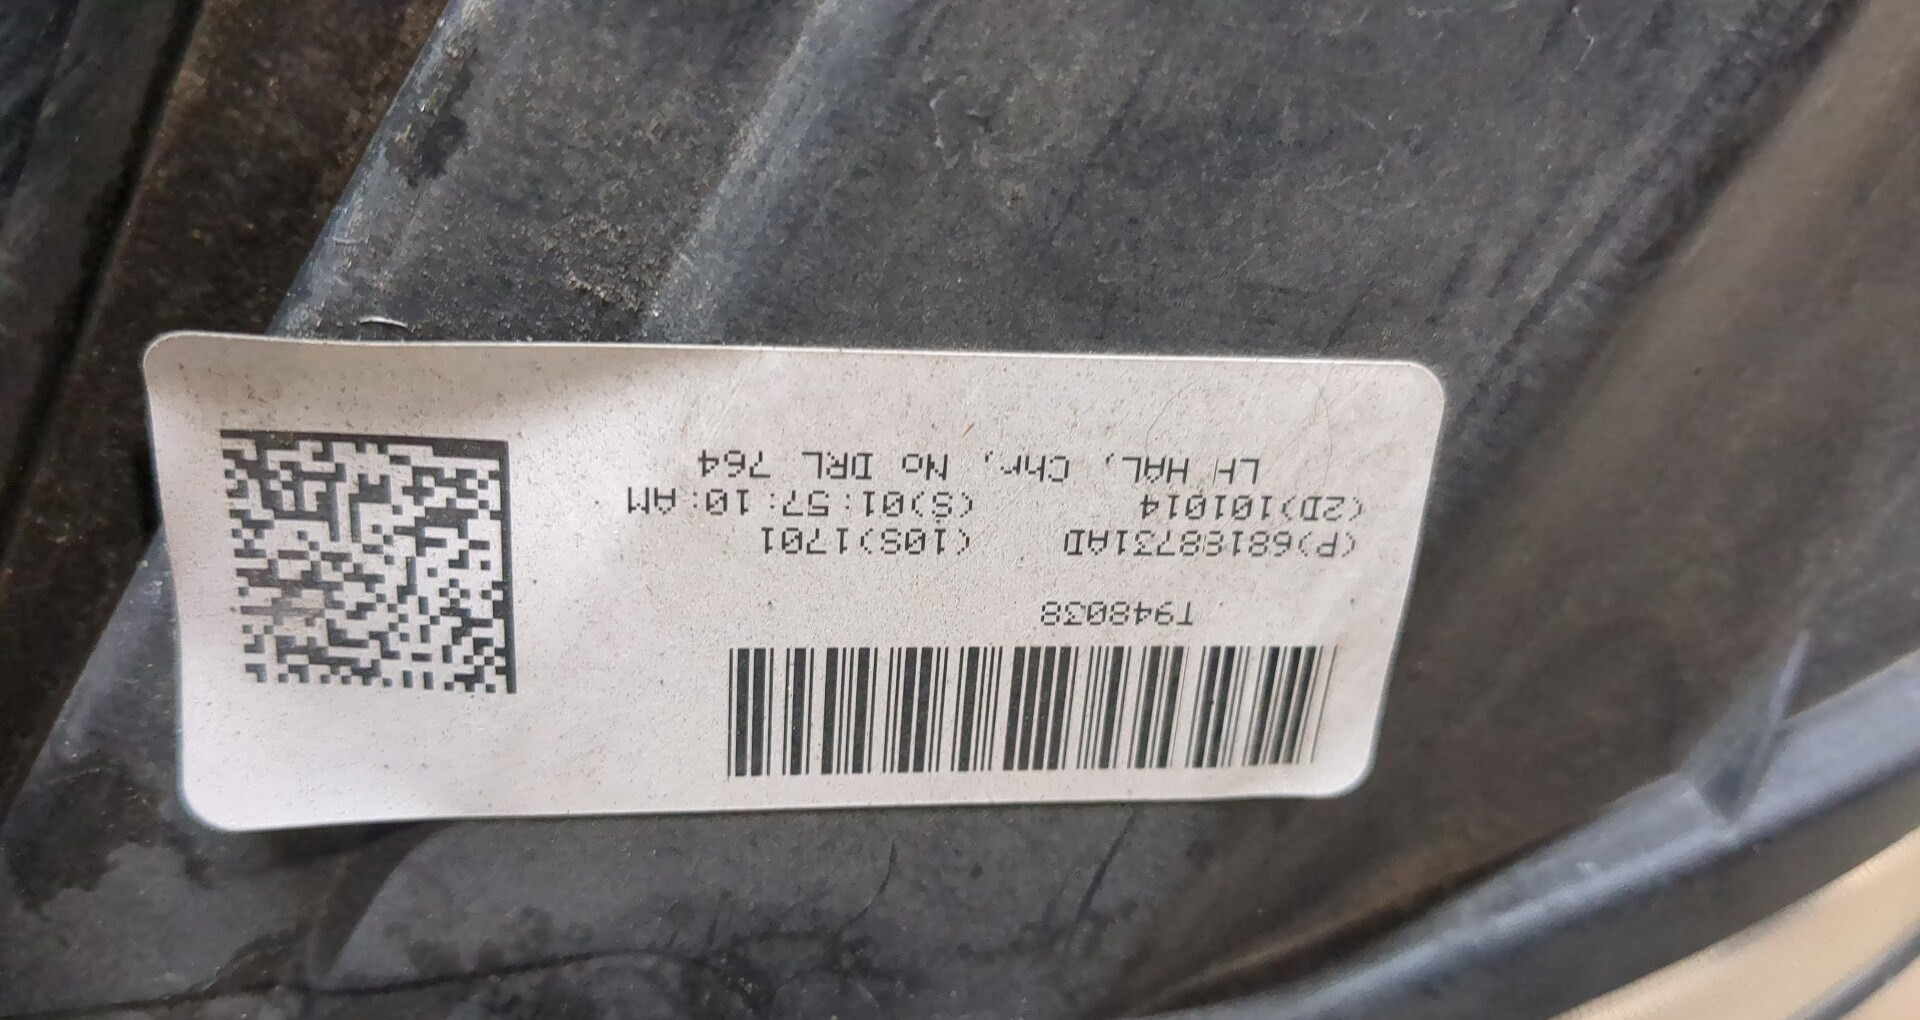 T948038
(P)68188731AD (10S)1701
(2D)101014 (S)01:57:10:AM
LH HAL, Chr, No DRL 764